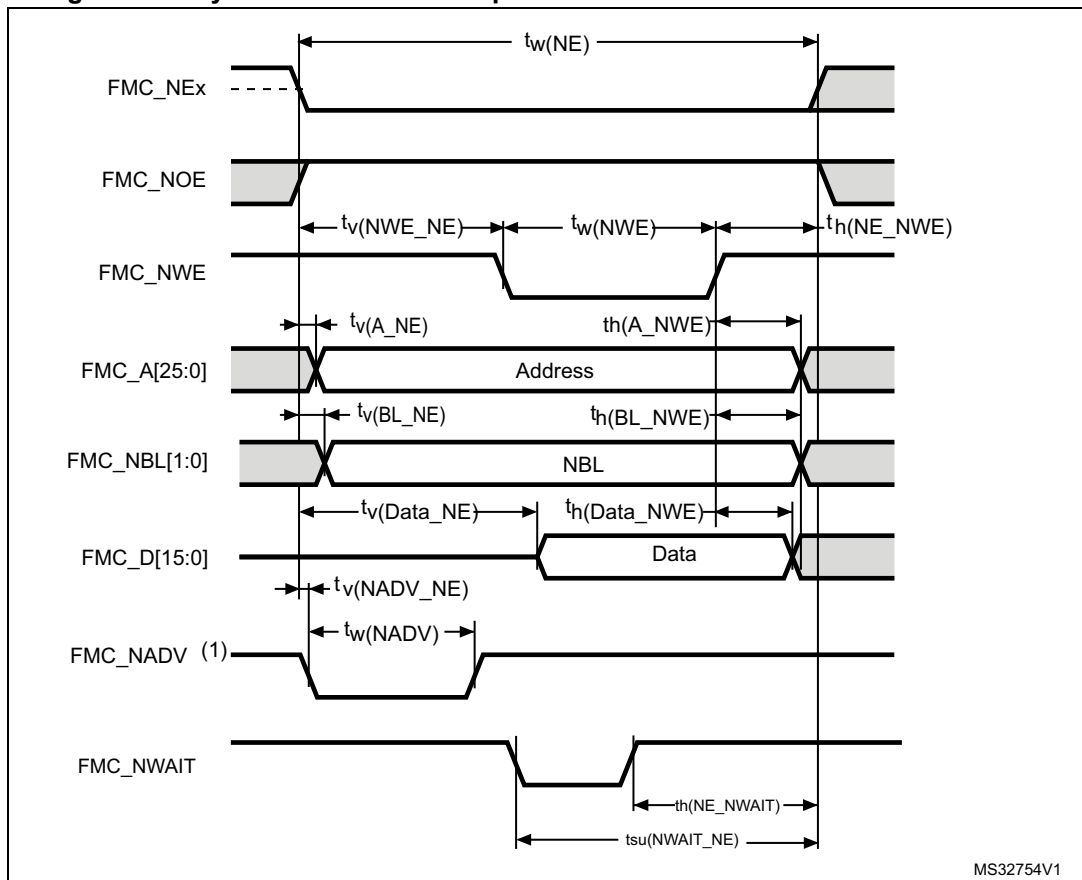 tw(NE)
FMC_NEx
FMC_NOE
tv(NWE_NE) tw(NWE) th(NE_NWE)
FMC_NWE
tv(A_NE) th(A_NWE)
FMC_A[25:0] Address
tv(BL_NE) th(BL_NWE)
FMC_NBL[1:0] NBL
tv(Data_NE) th(Data_NWE)
FMC_D[15:0] Data
tv(NADV_NE)
tw(NADV)
FMC_NADV (1)
FMC_NWAIT
th(NE_NWAIT)
tsu(NWAIT_NE)
MS32754V1